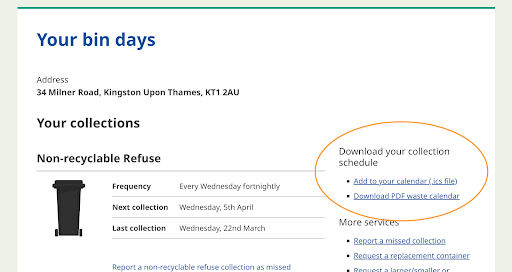 Your bin days
Address
34 Milner Road, Kingston Upon Thames, KT1 2AU
Your collections
Non-recyclable Refuse
Frequency Every Wednesday fortnightly
Next collection Wednesday, 5th April
Last collection Wednesday, 22nd March
Report a non-recyclable refuse collection as missed
Download your collection
schedule
Add to your calendar (.ics file)
Download PDF waste calendar
More services
Report a missed collection
Request a replacement container
Request a larger/smaller or